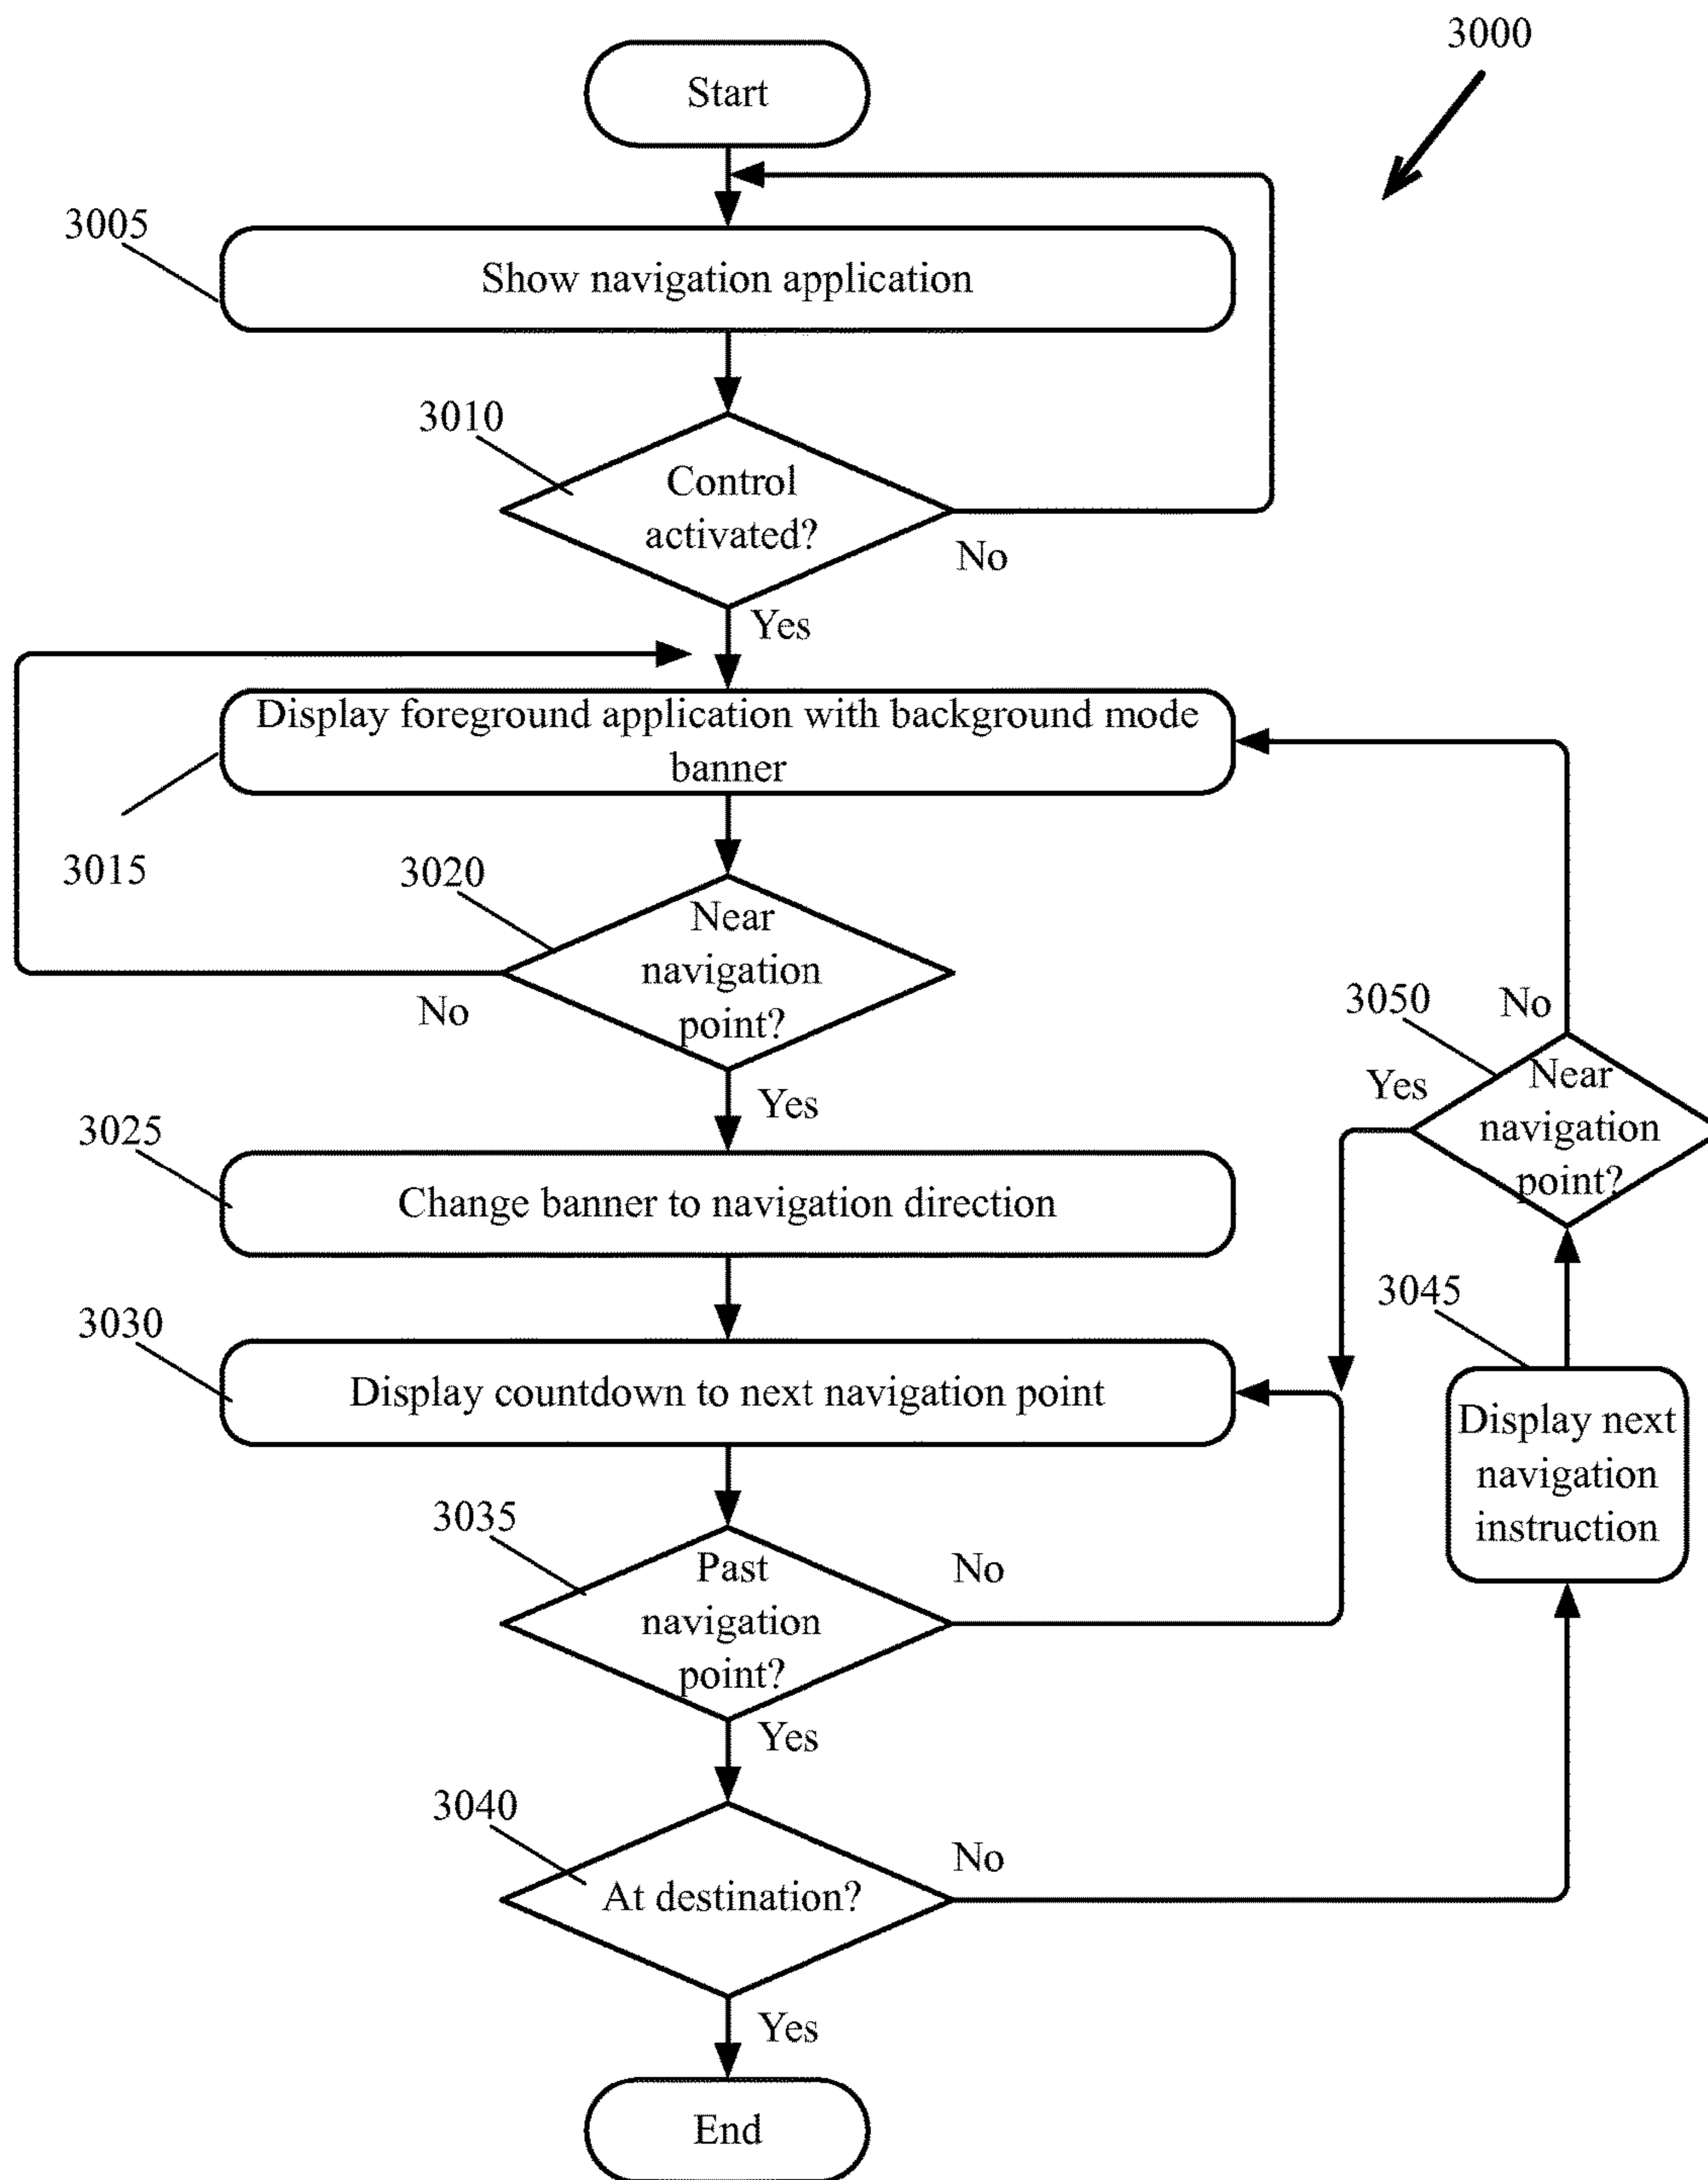 3000
Start
3005
Show navigation application
3010
Control
activated?
No
Yes
Display foreground application with background mode
banner
3015
3020
Near
navigation
point?
No
Yes
3050
No
Yes
Near
navigation
point?
3025
Change banner to navigation direction
3030
Display countdown to next navigation point
3045
Display next
navigation
instruction
3035
Past
navigation
point?
No
Yes
3040
At destination?
No
Yes
End